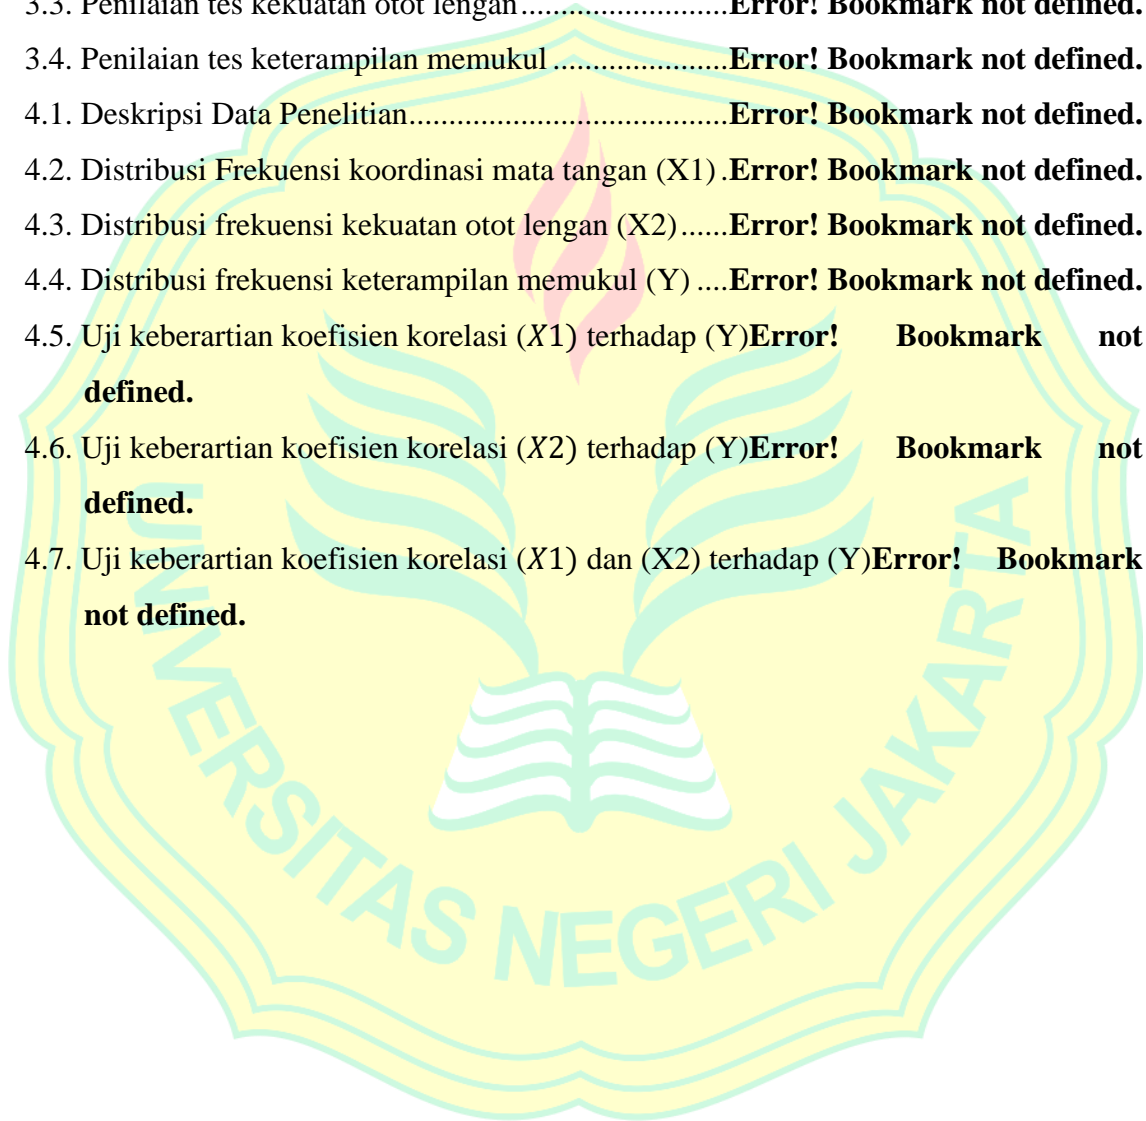 3.3. Penilaian tes kekuatan otot lengan..........................Error! Bookmark not defined.
3.4. Penilaian tes keterampilan memukul ......................Error! Bookmark not defined.
4.1. Deskripsi Data Penelitian........................................Error! Bookmark not defined.
4.2. Distribusi Frekuensi koordinasi mata tangan (X1) .Error! Bookmark not defined.
4.3. Distribusi frekuensi kekuatan otot lengan (X2)......Error! Bookmark not defined.
4.4. Distribusi frekuensi keterampilan memukul (Y) ....Error! Bookmark not defined.
4.5. Uji keberartian koefisien korelasi (X1) terhadap (Y)Error! Bookmark not
defined.
4.6. Uji keberartian koefisien korelasi (X2) terhadap (Y)Error! Bookmark not
defined.
4.7. Uji keberartian koefisien korelasi (X1) dan (X2) terhadap (Y)Error! Bookmark
not defined.
UNIVERSITAS NEGERI JAKARTA